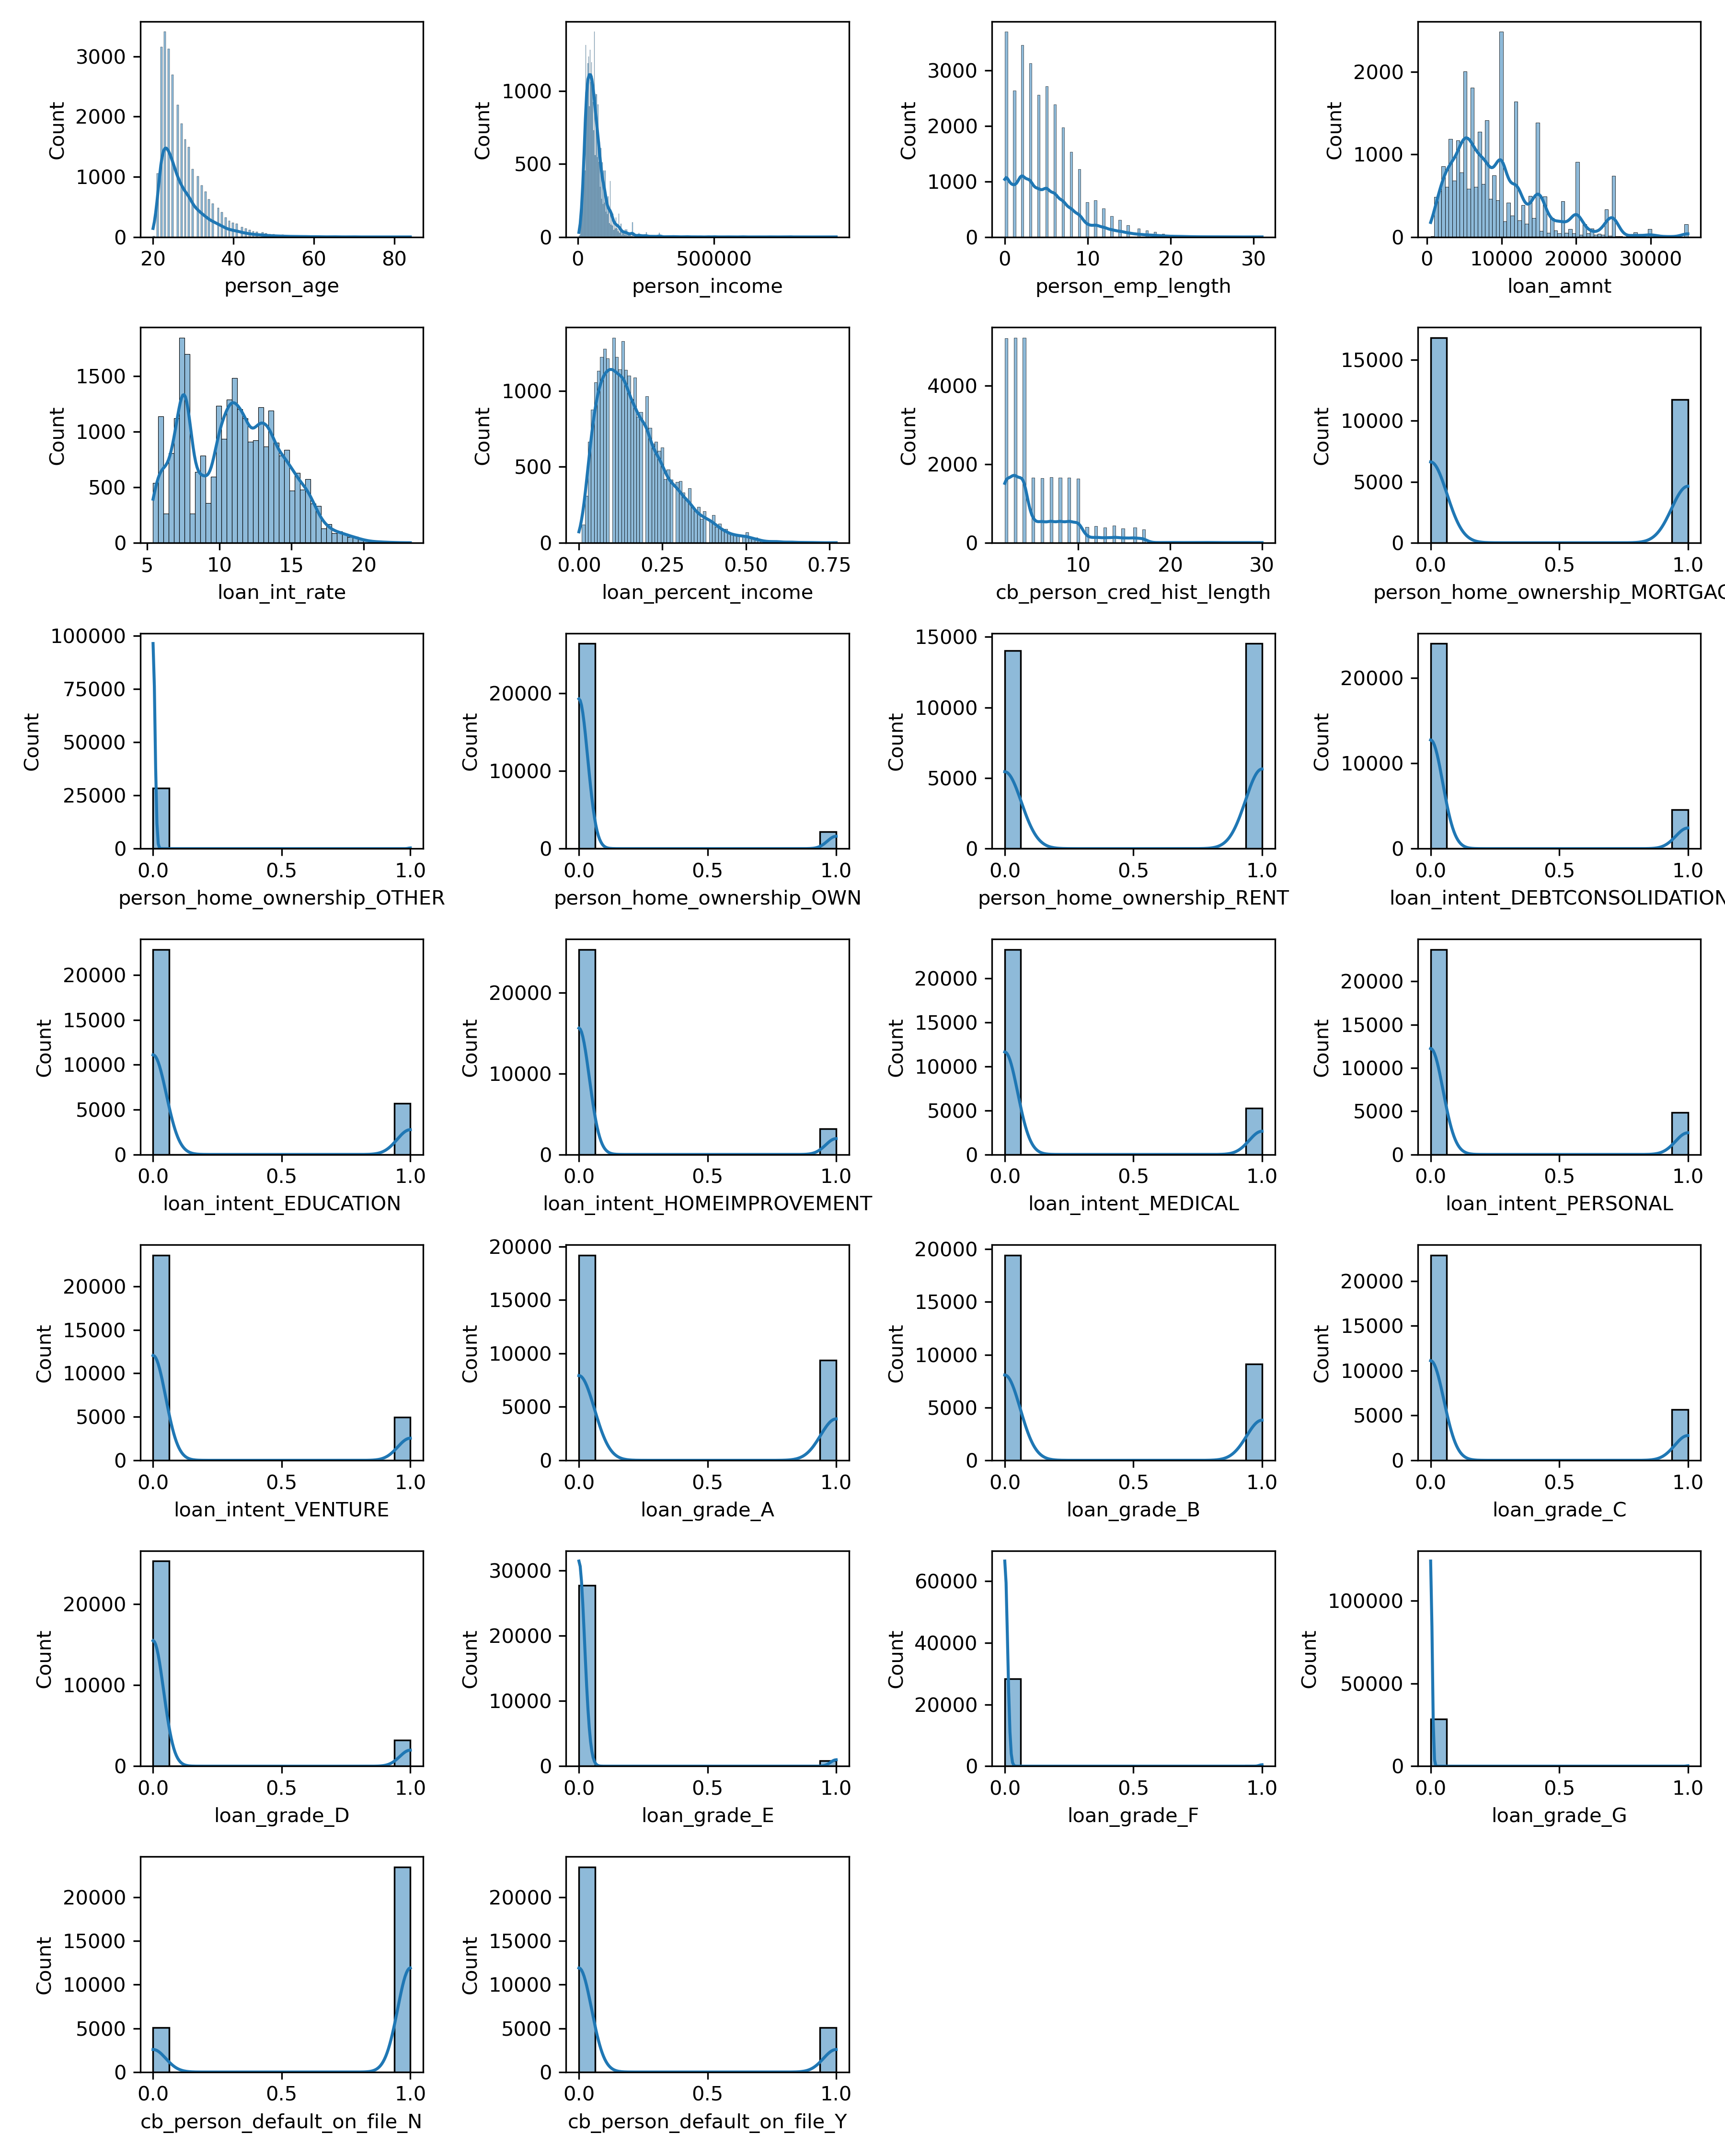 3000
2000
1000
0
Count
20 40 60 80
person_age
1000
500
0
Count
0 500000
person_income
3000
2000
1000
0
Count
0 10 20 30
person_emp_length
2000
1000
0
Count
0 10000 20000 30000
loan_amnt
1500
1000
500
0
Count
5 10 15 20
loan_int_rate
1000
500
0
Count
0.00 0.25 0.50 0.75
loan_percent_income
4000
2000
0
Count
10 20 30
cb_person_cred_hist_length
15000
10000
5000
0
Count
0.0 0.5 1.0
person_home_ownership_MORTGAG
100000
75000
50000
25000
0
Count
0.0 0.5 1.0
person_home_ownership_OTHER
20000
10000
0
Count
0.0 0.5 1.0
person_home_ownership_OWN
15000
10000
5000
0
Count
0.0 0.5 1.0
person_home_ownership_RENT
20000
10000
0
Count
0.0 0.5 1.0
loan_intent_DEBTCONSOLIDATION
20000
15000
10000
5000
0
Count
0.0 0.5 1.0
loan_intent_EDUCATION
20000
10000
0
Count
0.0 0.5 1.0
loan_intent_HOMEIMPROVEMENT
20000
15000
10000
5000
0
Count
0.0 0.5 1.0
loan_intent_MEDICAL
20000
15000
10000
5000
0
Count
0.0 0.5 1.0
loan_intent_PERSONAL
20000
15000
10000
5000
0
Count
0.0 0.5 1.0
loan_intent_VENTURE
20000
15000
10000
5000
0
Count
0.0 0.5 1.0
loan_grade_A
20000
15000
10000
5000
0
Count
0.0 0.5 1.0
loan_grade_B
20000
15000
10000
5000
0
Count
0.0 0.5 1.0
loan_grade_C
20000
10000
0
Count
0.0 0.5 1.0
loan_grade_D
30000
20000
10000
0
Count
0.0 0.5 1.0
loan_grade_E
60000
40000
20000
0
Count
0.0 0.5 1.0
loan_grade_F
100000
50000
0
Count
0.0 0.5 1.0
loan_grade_G
20000
15000
10000
5000
0
Count
0.0 0.5 1.0
cb_person_default_on_file_N
20000
15000
10000
5000
0
Count
0.0 0.5 1.0
cb_person_default_on_file_Y